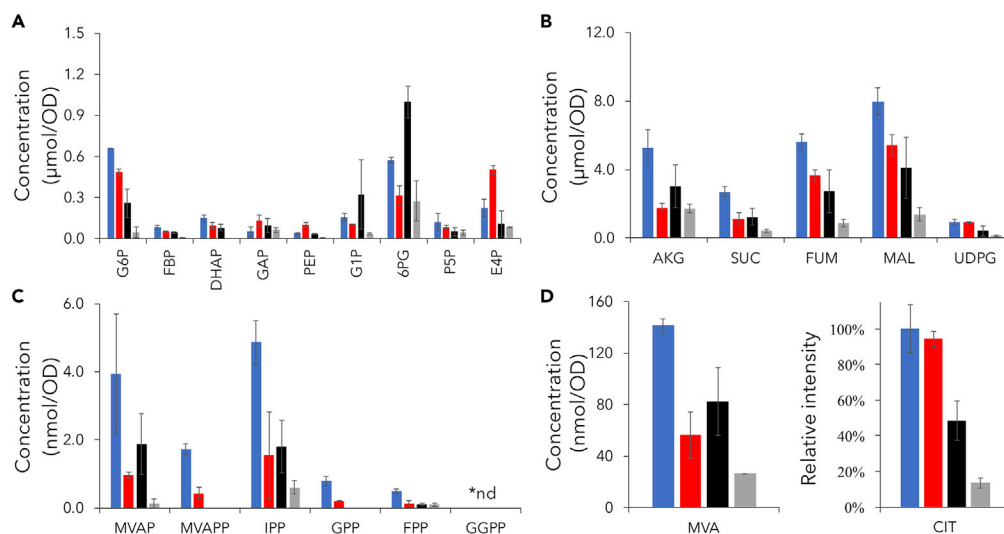 A
Concentration
(µmol/OD)
1.5
1.2
0.9
0.6
0.3
0.0
G6P
FBP
DHAP
GAP
PEP
G1P
6PG
P5P
E4P
B
Concentration
(µmol/OD)
12.0
8.0
4.0
0.0
AKG SUC FUM MAL UDPG
C
Concentration
(nmol/OD)
6.0
4.0
2.0
0.0
*nd
MVAP MVAPP IPP GPP FPP GGPP
D
Concentration
(nmol/OD)
160
120
80
40
0
MVA
Relative intensity
100%
80%
60%
40%
20%
0%
CIT